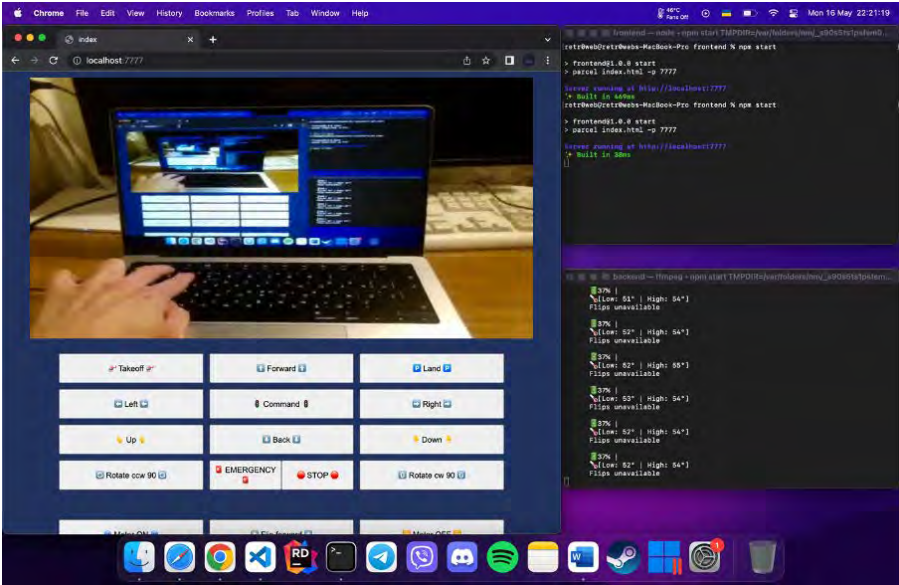 Chrome File Edit View History Bookmarks Profiles Tab Window Help
46°C
Fans Off
Mon 16 May 22:21:19
index
localhost:7777
Takeoff
Forward
Land
Left
Command
Right
Up
Back
Down
Rotate ccw 90
EMERGENCY
STOP
Rotate cw 90
retr0web@retr0webs-MacBook-Pro frontend % npm start
> frontend@1.0.0 start
> parcel index.html -p 7777
Server running at http://localhost:7777
Built in 469ms
retr0web@retr0webs-MacBook-Pro frontend % npm start
> frontend@1.0.0 start
> parcel index.html -p 7777
Server running at http://localhost:7777
Built in 38ms
37% |
[Low: 51° | High: 54°]
Flips unavailable
37% |
[Low: 52° | High: 54°]
Flips unavailable
37% |
[Low: 52° | High: 55°]
Flips unavailable
37% |
[Low: 53° | High: 54°]
Flips unavailable
37% |
[Low: 52° | High: 54°]
Flips unavailable
37% |
[Low: 52° | High: 54°]
Flips unavailable
RD
W
1